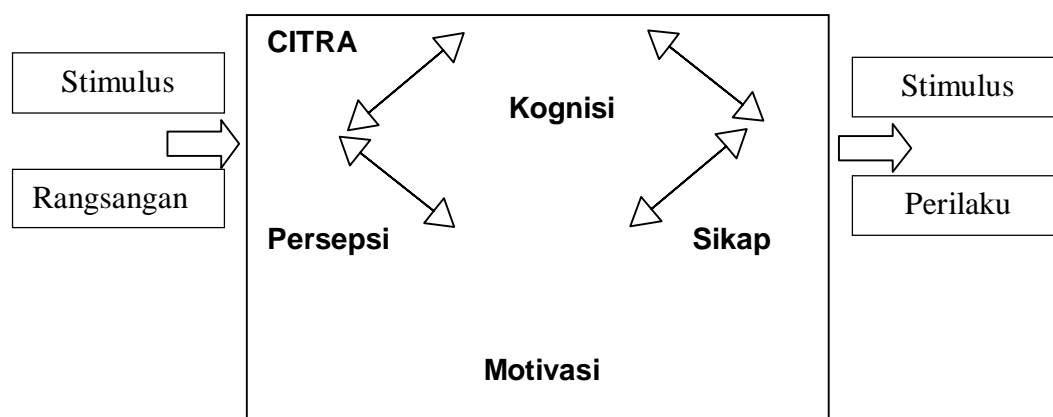 CITRA
Stimulus
Stimulus
Kognisi
Rangsangan
Perilaku
Persepsi
Sikap
Motivasi